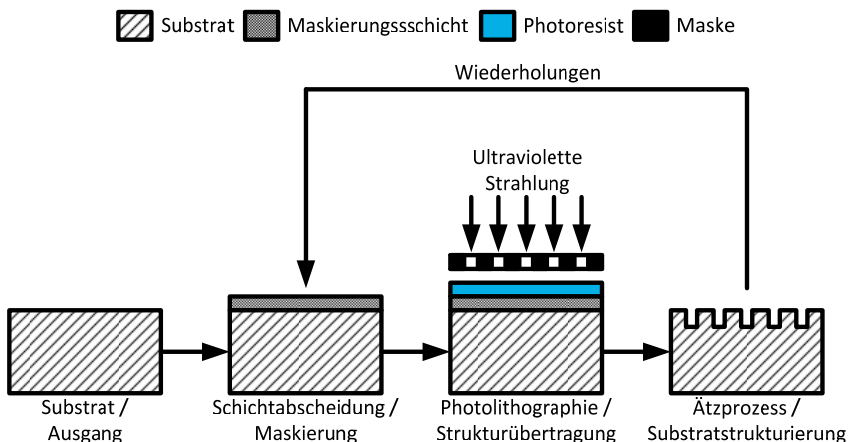 Substrat Maskierungssschicht Photoresist Maske
Wiederholungen
Ultraviolette
Strahlung
Substrat /
Ausgang
Schichtabscheidung /
Maskierung
Photolithographie /
Strukturübertragung
Ätzprozess /
Substratstrukturierung